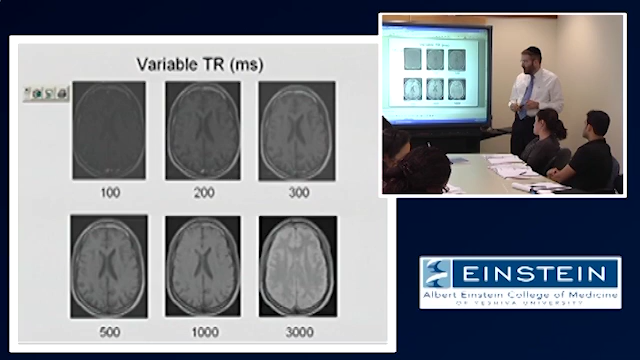 Variable TR (ms)
100 200 300
500 1000 3000
EINSTEIN
Albert Einstein College of Medicine
OF YESHIVA UNIVERSITY